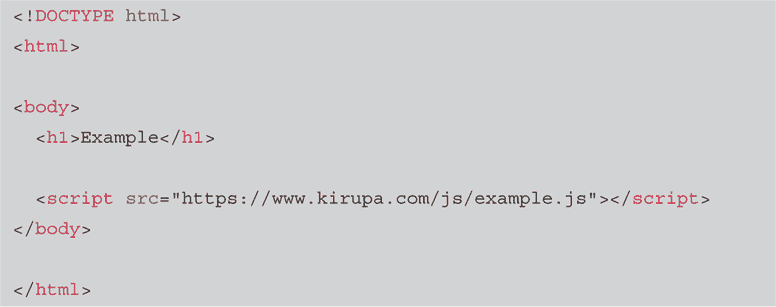 <!DOCTYPE html>
<html>
<body>
<h1>Example</h1>
<script src="https://www.kirupa.com/js/example.js"></script>
</body>
</html>